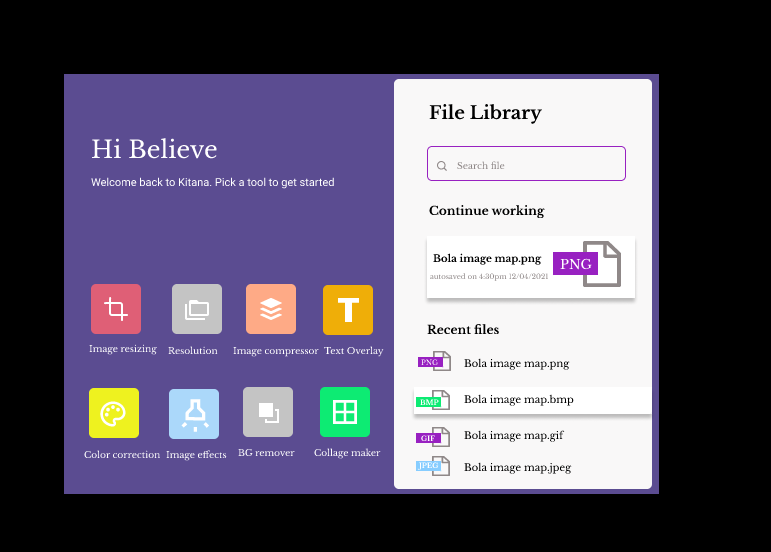 Hi Believe
Welcome back to Kitana. Pick a tool to get started
Image resizing
Resolution
Image compressor
Text Overlay
Color correction
Image effects
BG remover
Collage maker
File Library
Search file
Continue working
Bola image map.png
autosaved on 4:30pm 12/04/2021
PNG
Recent files
PNG
Bola image map.png
BMP
Bola image map.bmp
GIF
Bola image map.gif
JPEG
Bola image map.jpeg